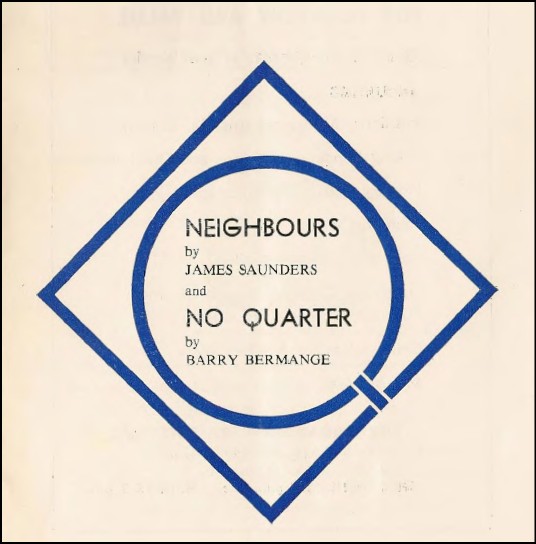 NEIGHBOURS
by
JAMES SAUNDERS
and
NO QUARTER
by
BARRY BERMANGE